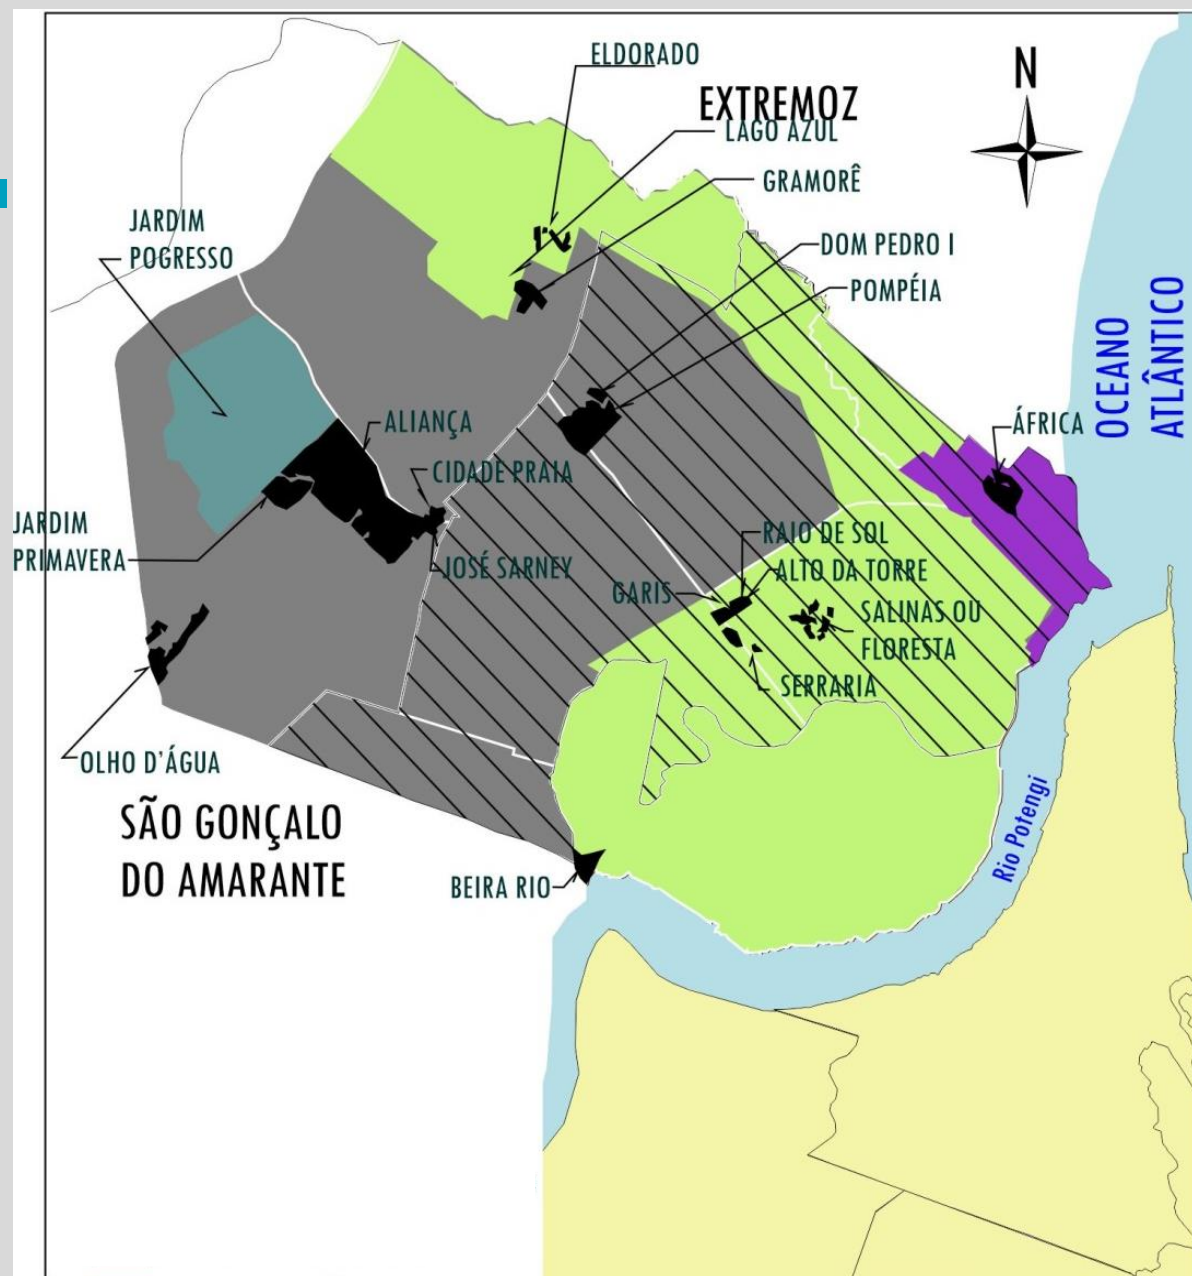 ELDORADO
N
EXTREMOZ
LAGO AZUL
GRAMORÊ
JARDIM
POGRESSO
DOM PEDRO I
POMPÉIA
OCEANO
ATLÂNTICO
ALIANÇA
ÁFRICA
CIDADE PRAIA
JARDIM
PRIMAVERA
RAIO DE SOL
JOSÉ SARNEY
ALTO DA TORRE
GARIS
SALINAS OU
FLORESTA
SERRARIA
OLHO D'ÁGUA
SÃO GONÇALO
DO AMARANTE
Rio Potengi
BEIRA RIO